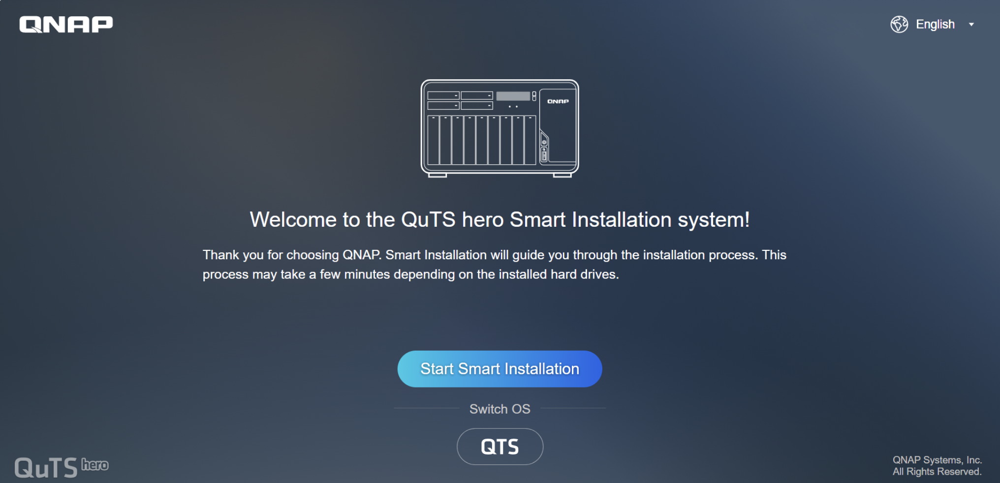 QNAP
English
QNAP
Welcome to the QuTS hero Smart Installation system!
Thank you for choosing QNAP. Smart Installation will guide you through the installation process. This
process may take a few minutes depending on the installed hard drives.
Start Smart Installation
Switch OS
QTS
QuTS hero
QNAP Systems, Inc.
All Rights Reserved.